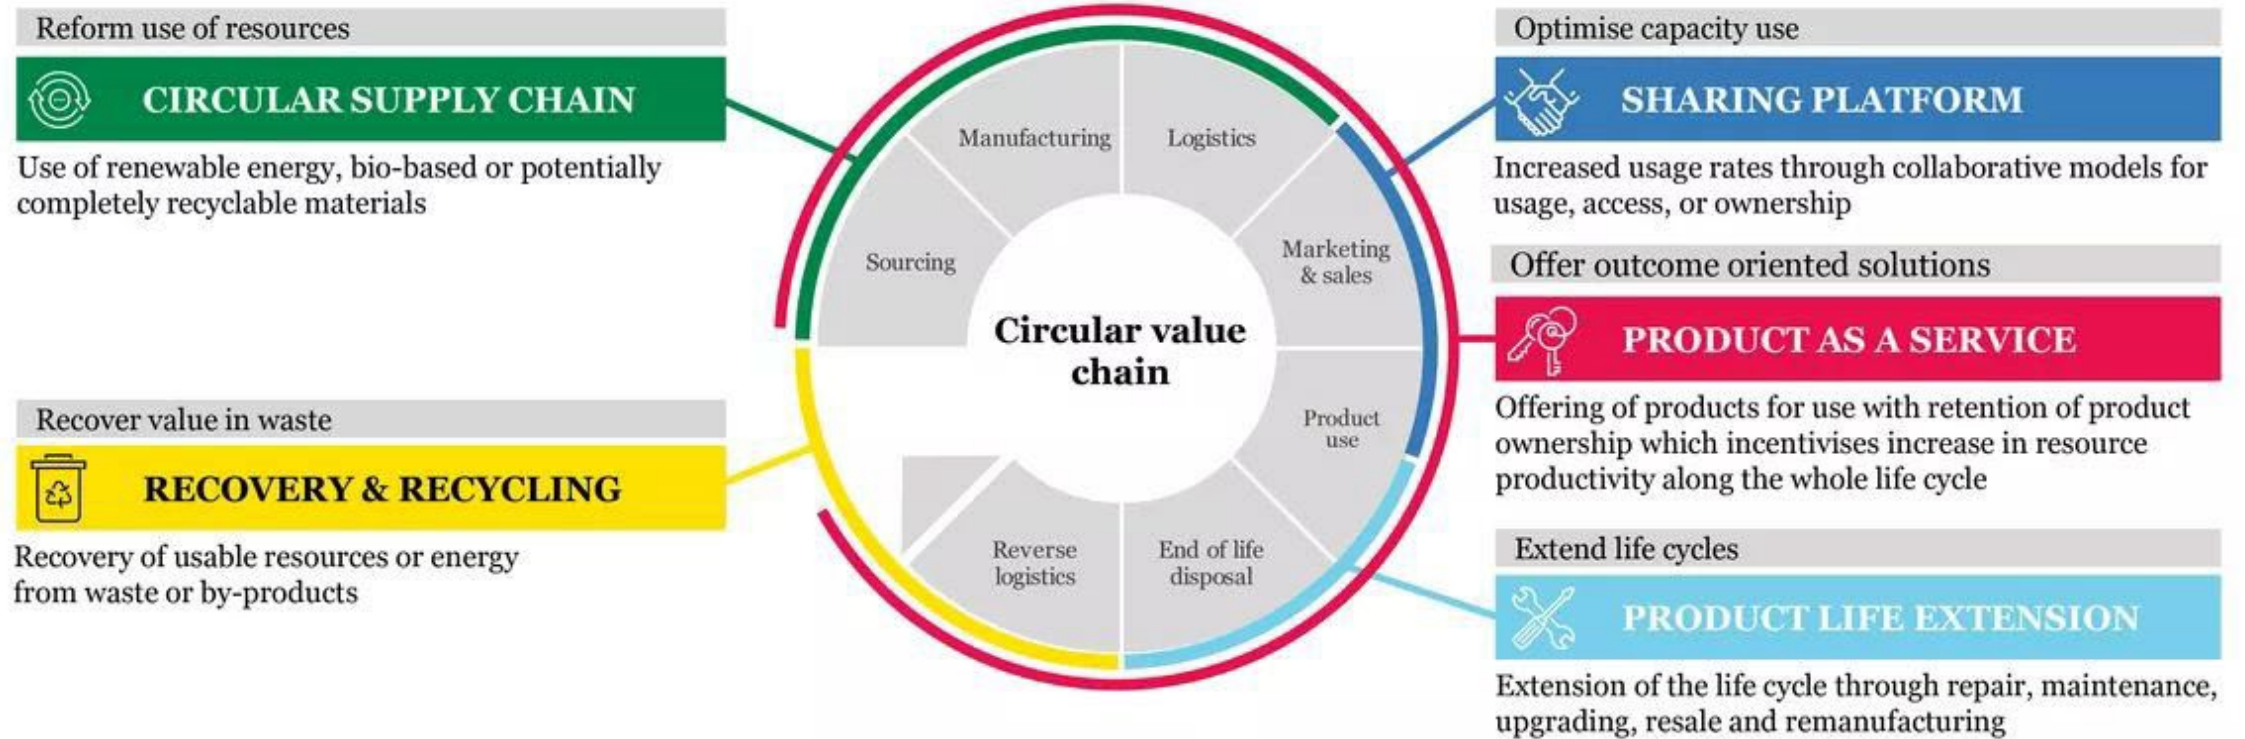 Reform use of resources
CIRCULAR SUPPLY CHAIN
Use of renewable energy, bio-based or potentially
completely recyclable materials
Recover value in waste
RECOVERY & RECYCLING
Recovery of usable resources or energy
from waste or by-products
Manufacturing
Logistics
Sourcing
Marketing
& sales
Circular value
chain
Product
use
Reverse
logistics
End of life
disposal
Optimise capacity use
SHARING PLATFORM
Increased usage rates through collaborative models for
usage, access, or ownership
Offer outcome oriented solutions
PRODUCT AS A SERVICE
Offering of products for use with retention of product
ownership which incentivises increase in resource
productivity along the whole life cycle
Extend life cycles
PRODUCT LIFE EXTENSION
Extension of the life cycle through repair, maintenance,
upgrading, resale and remanufacturing